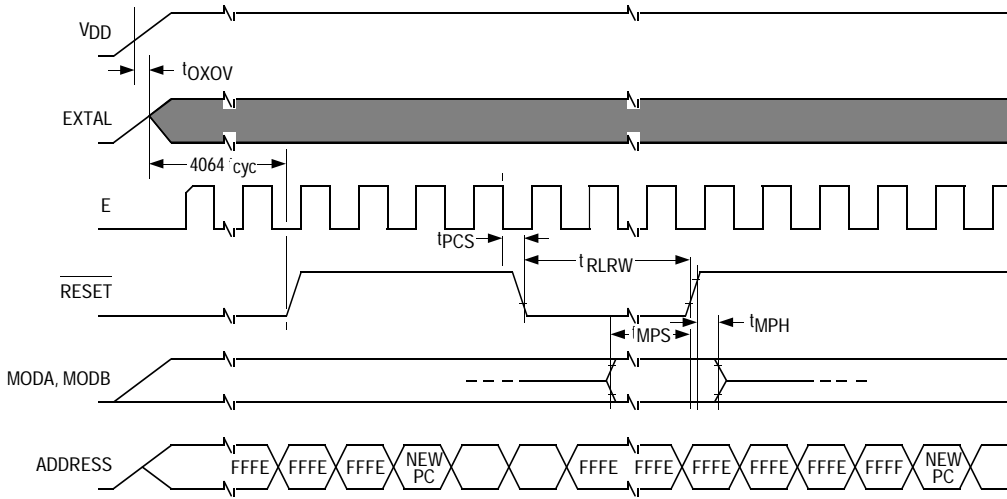 VDD
tOXOV
EXTAL
4064 tcyc
E
tPCS
tRLRW
RESET
tMPS
tMPH
MODA, MODB
ADDRESS
FFFE FFFE FFFE NEW PC FFFE FFFE FFFE FFFE FFFE FFFF NEW PC